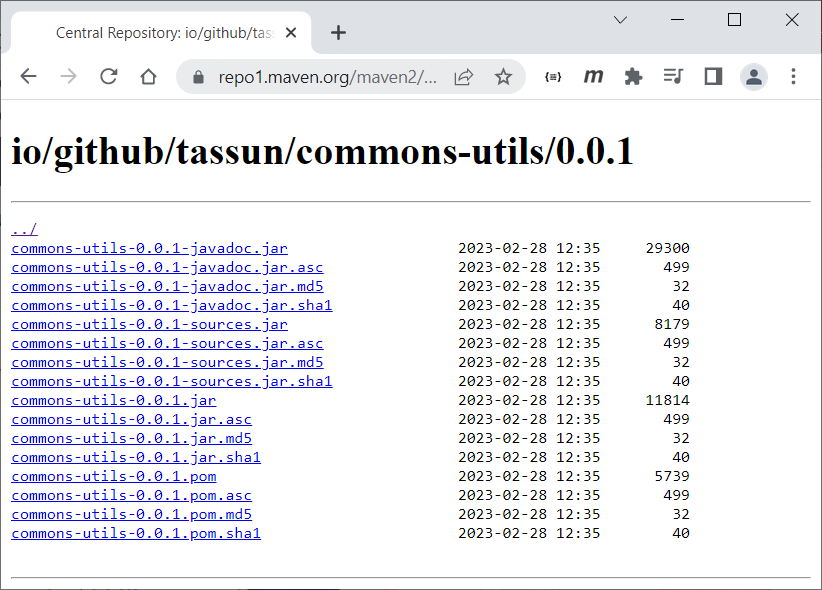 Central Repository: io/github/tass
repo1.maven.org/maven2/...
m
io/github/tassun/commons-utils/0.0.1
../
commons-utils-0.0.1-javadoc.jar 2023-02-28 12:35 29300
commons-utils-0.0.1-javadoc.jar.asc 2023-02-28 12:35 499
commons-utils-0.0.1-javadoc.jar.md5 2023-02-28 12:35 32
commons-utils-0.0.1-javadoc.jar.sha1 2023-02-28 12:35 40
commons-utils-0.0.1-sources.jar 2023-02-28 12:35 8179
commons-utils-0.0.1-sources.jar.asc 2023-02-28 12:35 499
commons-utils-0.0.1-sources.jar.md5 2023-02-28 12:35 32
commons-utils-0.0.1-sources.jar.sha1 2023-02-28 12:35 40
commons-utils-0.0.1.jar 2023-02-28 12:35 11814
commons-utils-0.0.1.jar.asc 2023-02-28 12:35 499
commons-utils-0.0.1.jar.md5 2023-02-28 12:35 32
commons-utils-0.0.1.jar.sha1 2023-02-28 12:35 40
commons-utils-0.0.1.pom 2023-02-28 12:35 5739
commons-utils-0.0.1.pom.asc 2023-02-28 12:35 499
commons-utils-0.0.1.pom.md5 2023-02-28 12:35 32
commons-utils-0.0.1.pom.sha1 2023-02-28 12:35 40